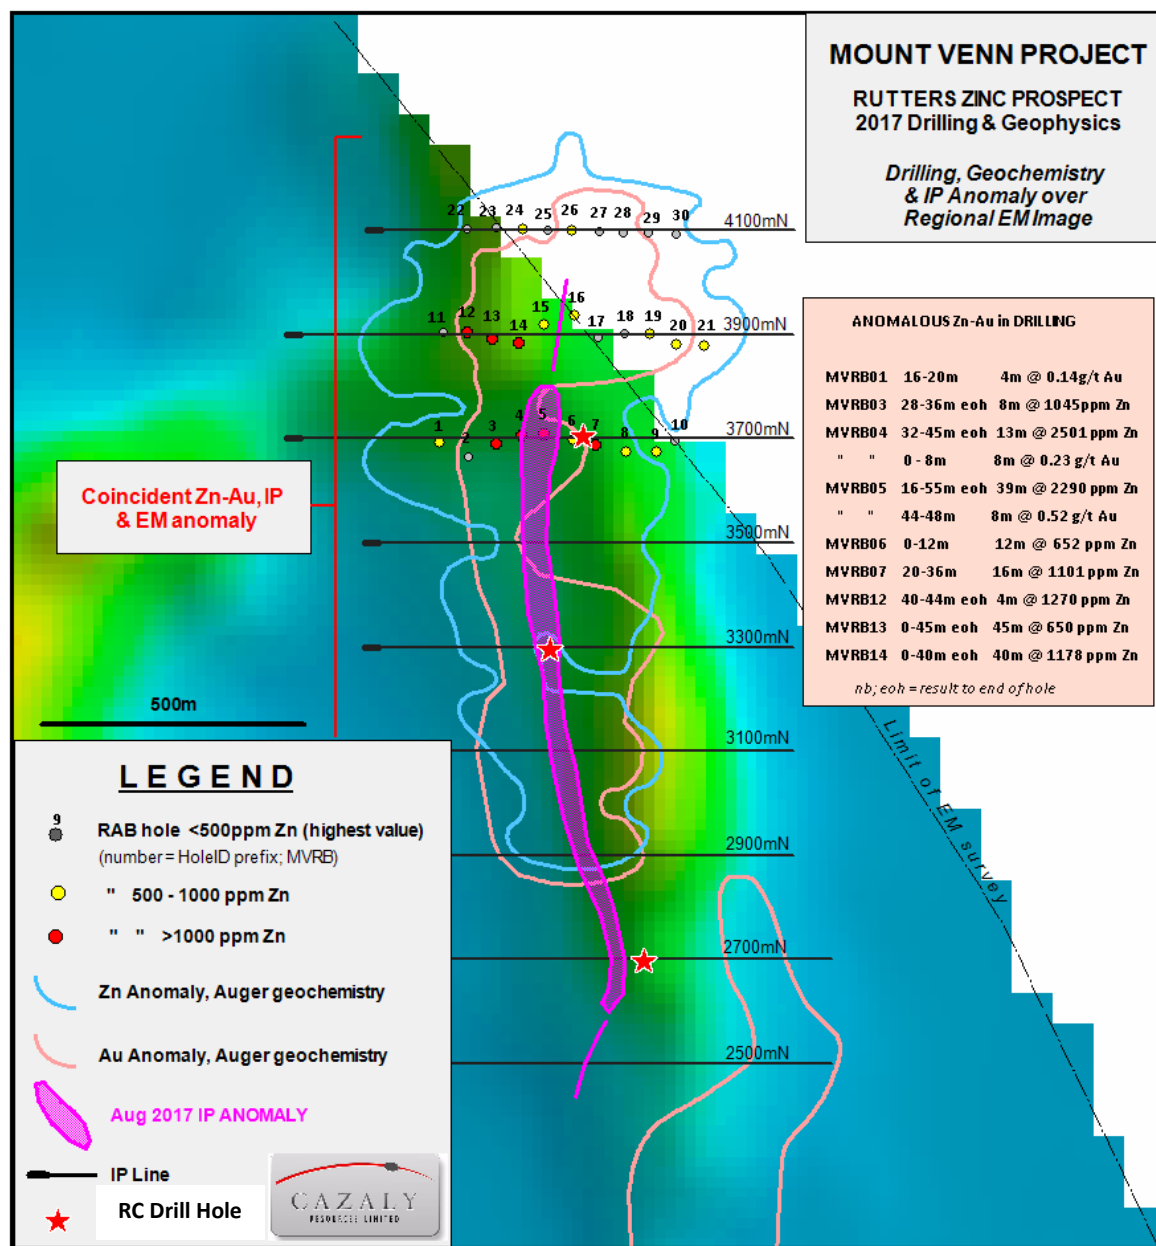 MOUNT VENN PROJECT
RUTTERS ZINC PROSPECT
2017 Drilling & Geophysics
Drilling, Geochemistry
& IP Anomaly over
Regional EM Image
22 23 24 25 26 27 28 29 30
4100mN
11 12 13 14 15 16 17 18 19 20 21
3900mN
1 2 3 4 5 6 7 8 9 10
3700mN
3500mN
3300mN
3100mN
2900mN
2700mN
2500mN
Coincident Zn-Au, IP
& EM anomaly
500m
Limit of EM survey
ANOMALOUS Zn-Au in DRILLING
MVRB01 16-20m 4m @ 0.14g/t Au
MVRB03 28-36m eoh 8m @ 1045ppm Zn
MVRB04 32-45m eoh 13m @ 2501 ppm Zn
" " 0 - 8m 8m @ 0.23 g/t Au
MVRB05 16-55m eoh 39m @ 2290 ppm Zn
" " 44-48m 8m @ 0.52 g/t Au
MVRB06 0-12m 12m @ 652 ppm Zn
MVRB07 20-36m 16m @ 1101 ppm Zn
MVRB12 40-44m eoh 4m @ 1270 ppm Zn
MVRB13 0-45m eoh 45m @ 650 ppm Zn
MVRB14 0-40m eoh 40m @ 1178 ppm Zn
nb; eoh = result to end of hole
LEGEND
9
RAB hole <500ppm Zn (highest value)
(number = HoleID prefix; MVRB)
" 500 - 1000 ppm Zn
" " >1000 ppm Zn
Zn Anomaly, Auger geochemistry
Au Anomaly, Auger geochemistry
Aug 2017 IP ANOMALY
IP Line
RC Drill Hole
CAZALY
RESOURCES LIMITED